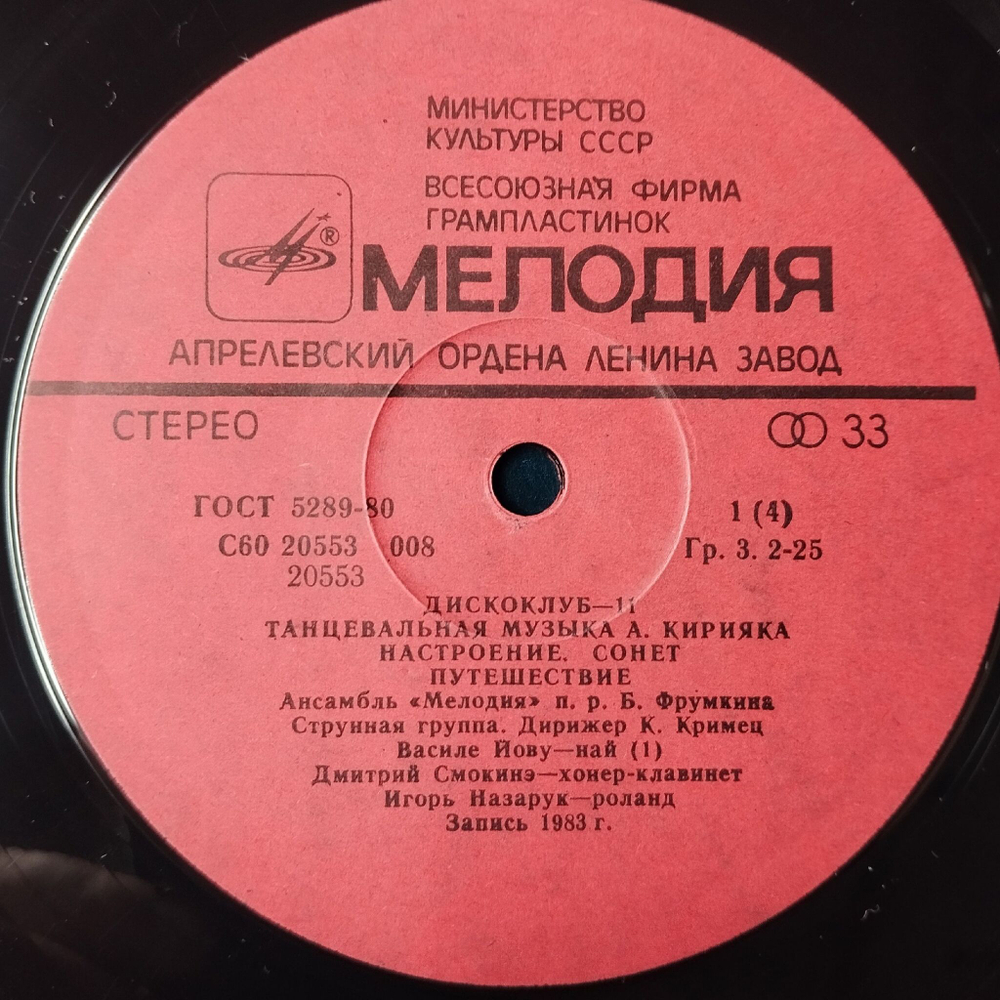 МИНИСТЕРСТВО
КУЛЬТУРЫ СССР
ВСЕСОЮЗНАЯ ФИРМА
ГРАМПЛАСТИНОК
®
МЕЛОДИЯ
АПРЕЛЕВСКИЙ ОРДЕНА ЛЕНИНА ЗАВОД
СТЕРЕО
33
ГОСТ 5289-80
1 (4)
С60 20553 008
Гр. 3. 2-25
20553
ДИСКОКЛУБ—11
ТАНЦЕВАЛЬНАЯ МУЗЫКА А. КИРИЯКА
НАСТРОЕНИЕ. СОНЕТ
ПУТЕШЕСТВИЕ
Ансамбль «Мелодия» п. р. Б. Фрумкина
Струнная группа. Дирижер К. Кримец
Василе Йову—най (1)
Дмитрий Смокинэ—хонер-клавинет
Игорь Назарук—роланд
Запись 1983 г.